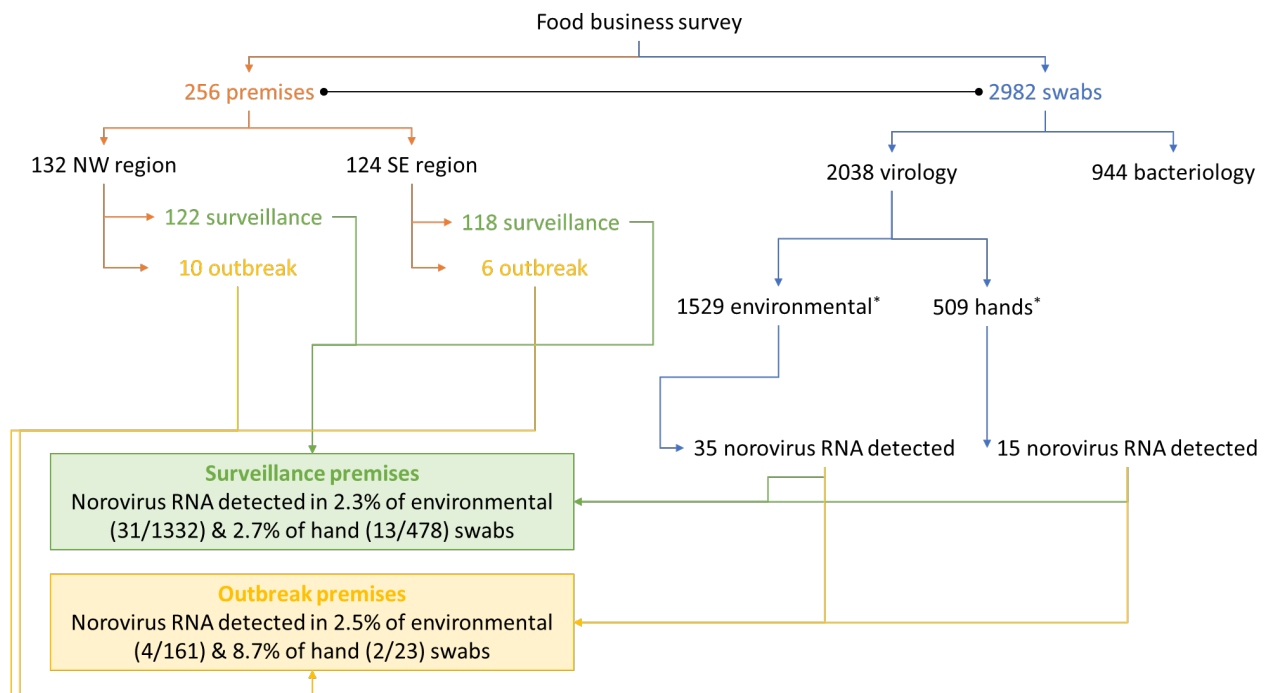 Food business survey
256 premises
2982 swabs
132 NW region
124 SE region
2038 virology
944 bacteriology
122 surveillance
118 surveillance
10 outbreak
6 outbreak
1529 environmental*
509 hands*
35 norovirus RNA detected
15 norovirus RNA detected
Surveillance premises
Norovirus RNA detected in 2.3% of environmental
(31/1332) & 2.7% of hand (13/478) swabs
Outbreak premises
Norovirus RNA detected in 2.5% of environmental
(4/161) & 8.7% of hand (2/23) swabs